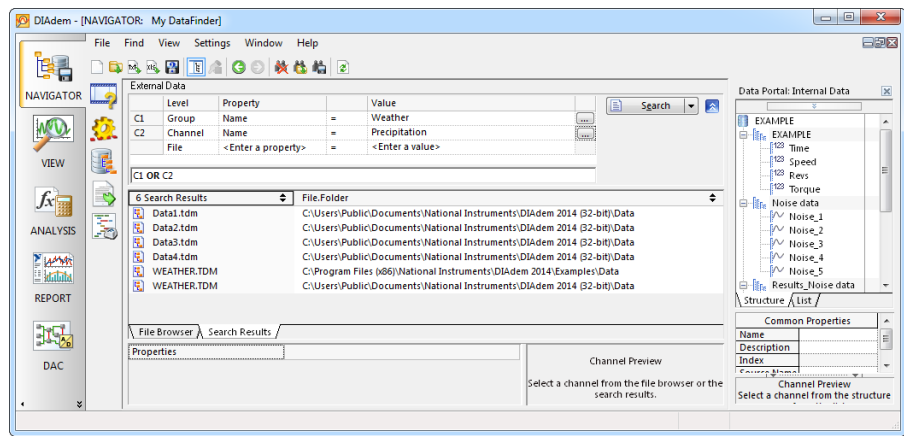 DIAdem - [NAVIGATOR: My DataFinder]
File Find View Settings Window Help
NAVIGATOR
VIEW
ANALYSIS
REPORT
DAC
External Data
Level Property Value
C1 Group Name = Weather ...
C2 Channel Name = Precipitation ...
File <Enter a property> = <Enter a value>
Search
C1 OR C2
6 Search Results File.Folder
Data1.tdm C:\Users\Public\Documents\National Instruments\DIAdem 2014 (32-bit)\Data
Data2.tdm C:\Users\Public\Documents\National Instruments\DIAdem 2014 (32-bit)\Data
Data3.tdm C:\Users\Public\Documents\National Instruments\DIAdem 2014 (32-bit)\Data
Data4.tdm C:\Users\Public\Documents\National Instruments\DIAdem 2014 (32-bit)\Data
WEATHER.TDM C:\Program Files (x86)\National Instruments\DIAdem 2014\Examples\Data
WEATHER.TDM C:\Users\Public\Documents\National Instruments\DIAdem 2014 (32-bit)\Data
File Browser Search Results
Properties
Channel Preview
Select a channel from the file browser or the
search results.
Data Portal: Internal Data
EXAMPLE
EXAMPLE
123 Time
123 Speed
123 Revs
123 Torque
Noise data
Noise_1
Noise_2
Noise_3
Noise_4
Noise_5
Results_Noise data
Structure List
Common Properties
Name
Description
Index
Source Name
Channel Preview
Select a channel from the structure